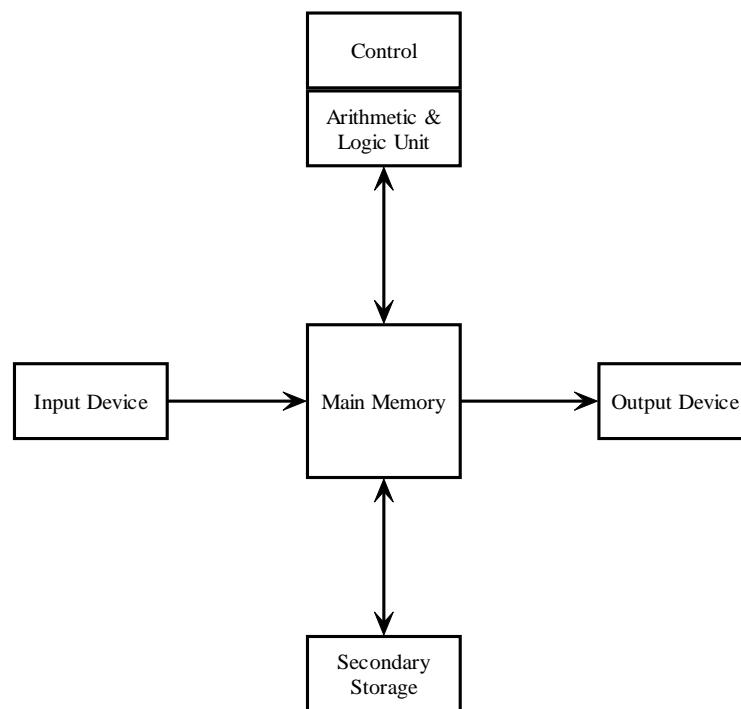 Control
Arithmetic &
Logic Unit
Input Device
Main Memory
Output Device
Secondary
Storage